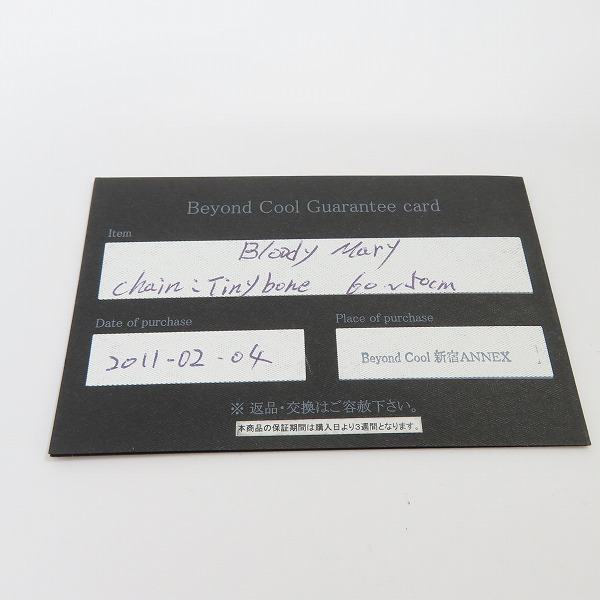 Beyond Cool Guarantee card
Item
Bloody Mary
chain : Tinybone 60~50cm
Date of purchase
Place of purchase
2011-02-04
Beyond Cool 新宿ANNEX
※ 返品・交換はご容赦下さい。
本商品の保証期間は購入日より3週間となります。